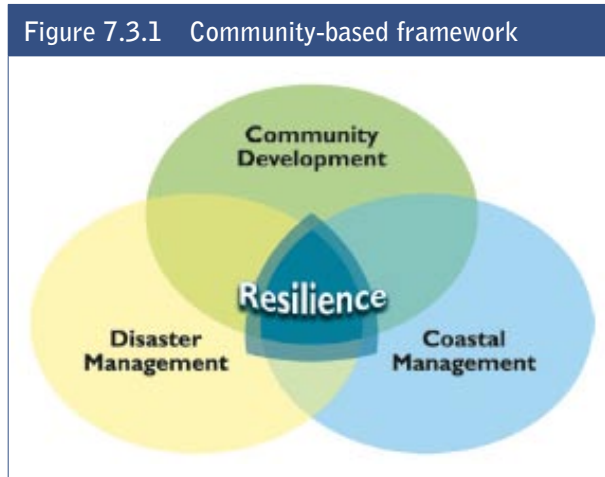 Figure 7.3.1 Community-based framework
Community
Development
Resilience
Disaster
Management
Coastal
Management